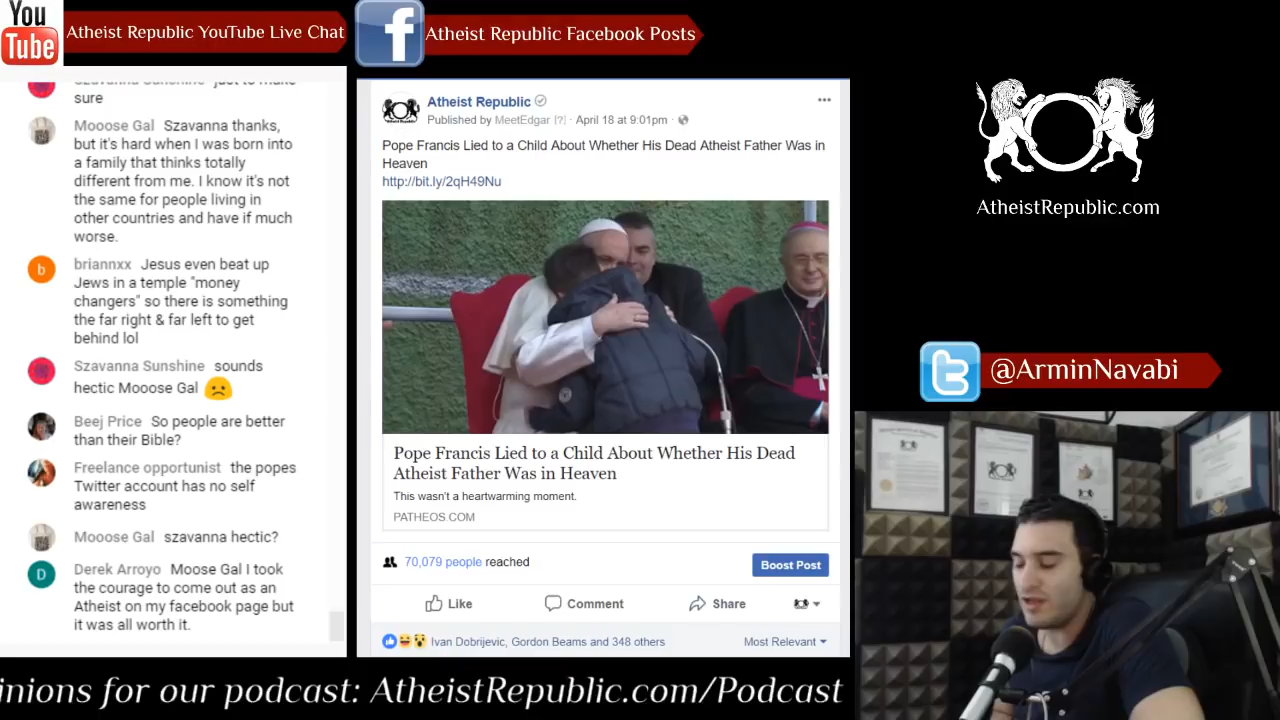 You
Tube
Atheist Republic YouTube Live Chat
Atheist Republic Facebook Posts
Szavanna Sunshine just to make
sure
Mooose Gal Szavanna thanks,
but it's hard when I was born into
a family that thinks totally
different from me. I know it's not
the same for people living in
other countries and have if much
worse.
b
briannxx Jesus even beat up
Jews in a temple "money
changers" so there is something
the far right & far left to get
behind lol
Szavanna Sunshine sounds
hectic Mooose Gal
Beej Price So people are better
than their Bible?
Freelance opportunist the popes
Twitter account has no self
awareness
Mooose Gal szavanna hectic?
D
Derek Arroyo Moose Gal I took
the courage to come out as an
Atheist on my facebook page but
it was all worth it.
Atheist Republic
Published by MeetEdgar [?] · April 18 at 9:01pm ·
Pope Francis Lied to a Child About Whether His Dead Atheist Father Was in
Heaven
http://bit.ly/2qH49Nu
Pope Francis Lied to a Child About Whether His Dead
Atheist Father Was in Heaven
This wasn't a heartwarming moment.
PATHEOS.COM
70,079 people reached
Boost Post
Like
Comment
Share
Ivan Dobrijevic, Gordon Beams and 348 others
Most Relevant
AtheistRepublic.com
@ArminNavabi
inions for our podcast: AtheistRepublic.com/Podcast